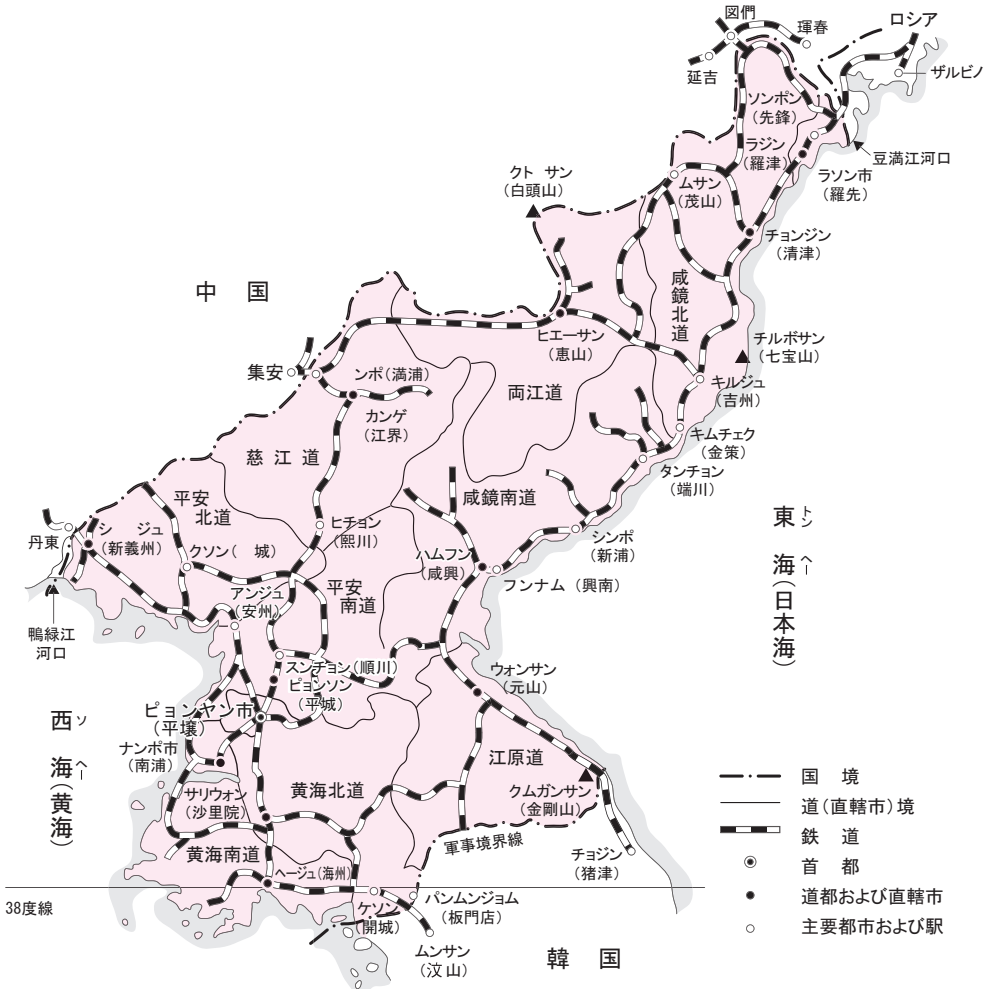 図們
琿春
ロシア
延吉
ザルビノ
ソンポン
（先鋒）
ラジン
（羅津）
豆満江河口
ラソン市
（羅先）
クト　サン
（白頭山）
ムサン
（茂山）
チョンジン
（清津）
中　国
咸鏡北道
ヒエーサン
（恵山）
チルボサン
（七宝山）
集安
ンポ（満浦）
両江道
キルジュ
（吉州）
カンゲ
（江界）
慈 江 道
キムチェク
（金策）
タンチョン
（端川）
平安
北道
咸鏡南道
シ　ジュ
（新義州）
丹東
ヒチョン
（熙川）
シンポ
（新浦）
東　海（日本海）
トン　ヘー
クソン（　城）
ハムフン
（咸興）
フンナム（興南）
アンジュ
（安州）
平安
南道
鴨緑江
河口
スンチョン（順川）
ピョンソン
（平城）
ウォンサン
（元山）
ピョンヤン市
（平壌）
西　海（黄海）
ソ　ヘー
ナンポ市
（南浦）
江原道
サリウォン
（沙里院）
黄海北道
クムガンサン
（金剛山）
軍事境界線
黄海南道
チョジン
（猪津）
ヘージュ（海州）
38度線
ケソン
（開城）
パンムンジョム
（板門店）
ムンサン
（汶山）
韓　国
国　境
道（直轄市）境
鉄　道
首　都
道都および直轄市
主要都市および駅